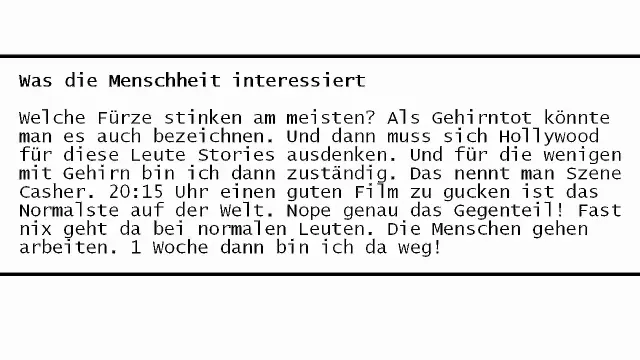 Was die Menschheit interessiert
Welche Fürze stinken am meisten? Als Gehirntot könnte
man es auch bezeichnen. Und dann muss sich Hollywood
für diese Leute Stories ausdenken. Und für die wenigen
mit Gehirn bin ich dann zuständig. Das nennt man Szene
Casher. 20:15 Uhr einen guten Film zu gucken ist das
Normalste auf der Welt. Nope genau das Gegenteil! Fast
nix geht da bei normalen Leuten. Die Menschen gehen
arbeiten. 1 Woche dann bin ich da weg!